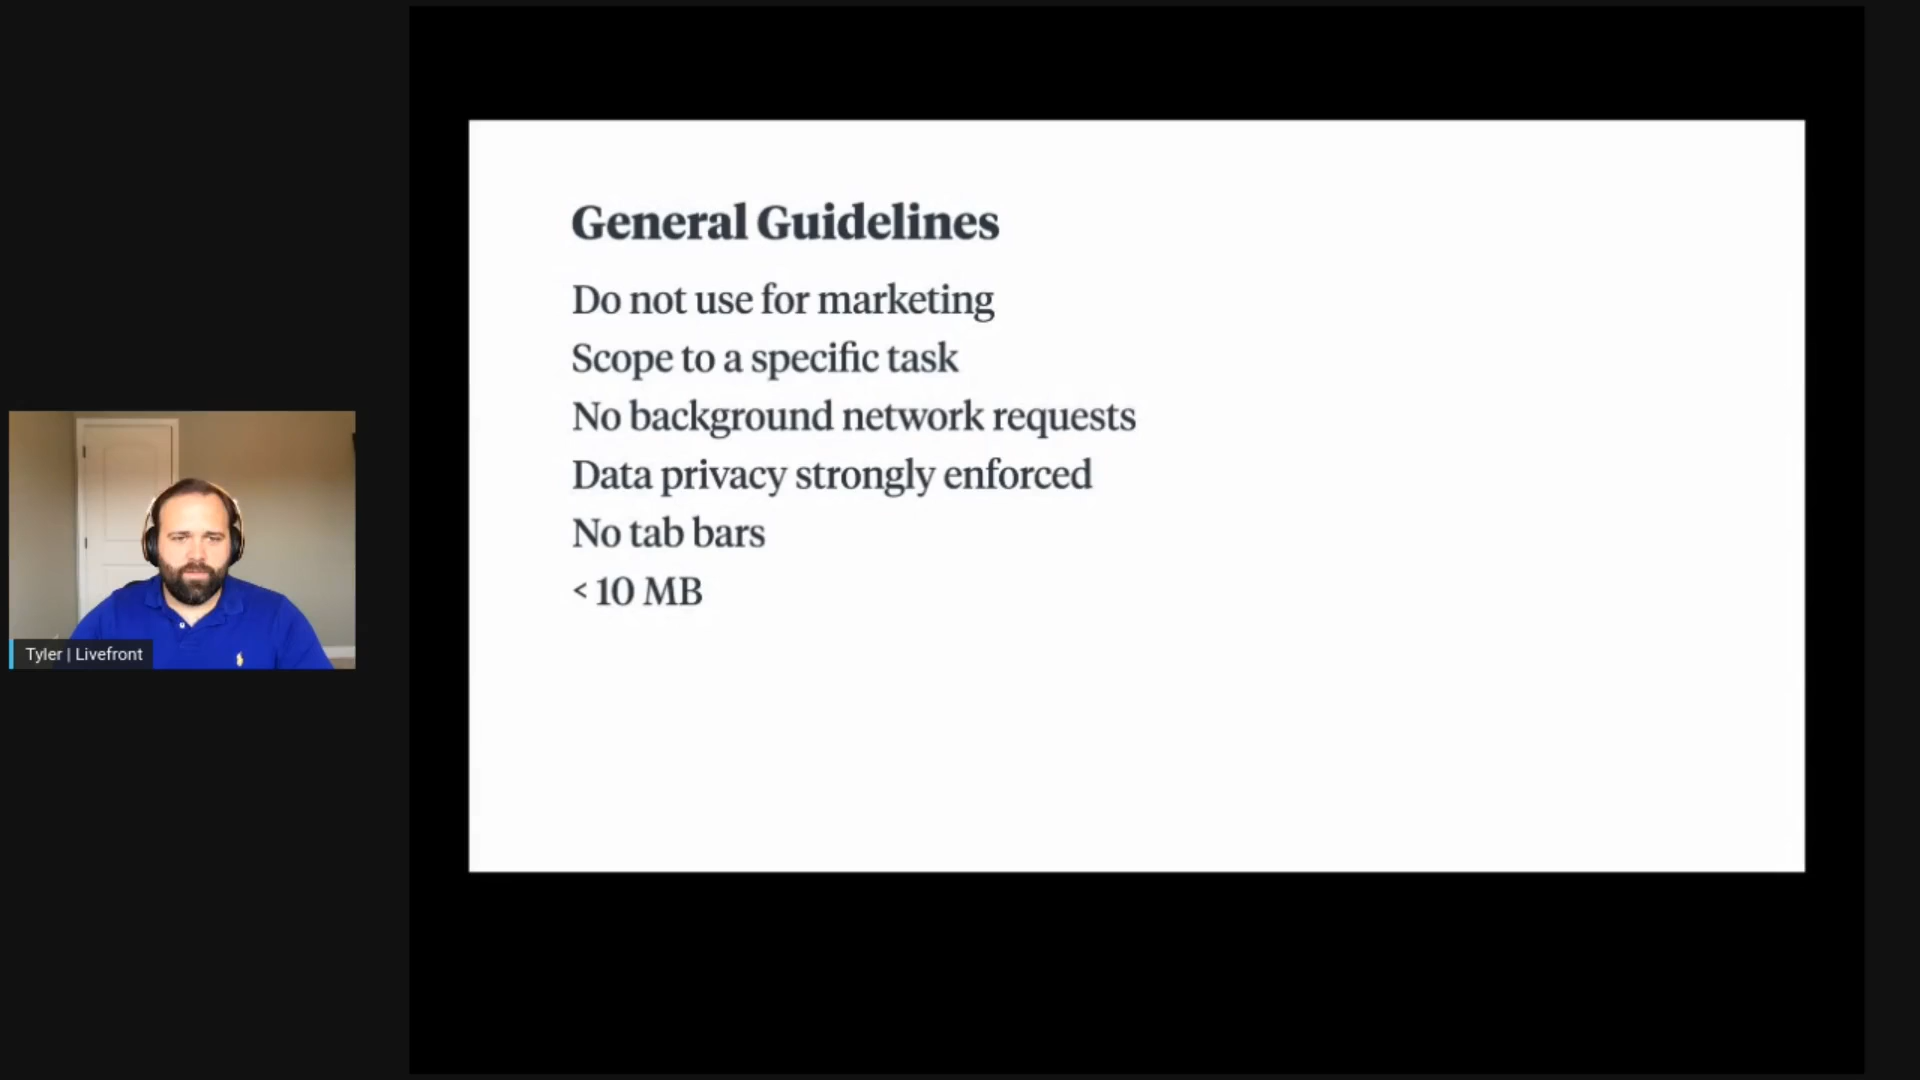 General Guidelines
Do not use for marketing
Scope to a specific task
No background network requests
Data privacy strongly enforced
No tab bars
< 10 MB
Tyler | Livefront